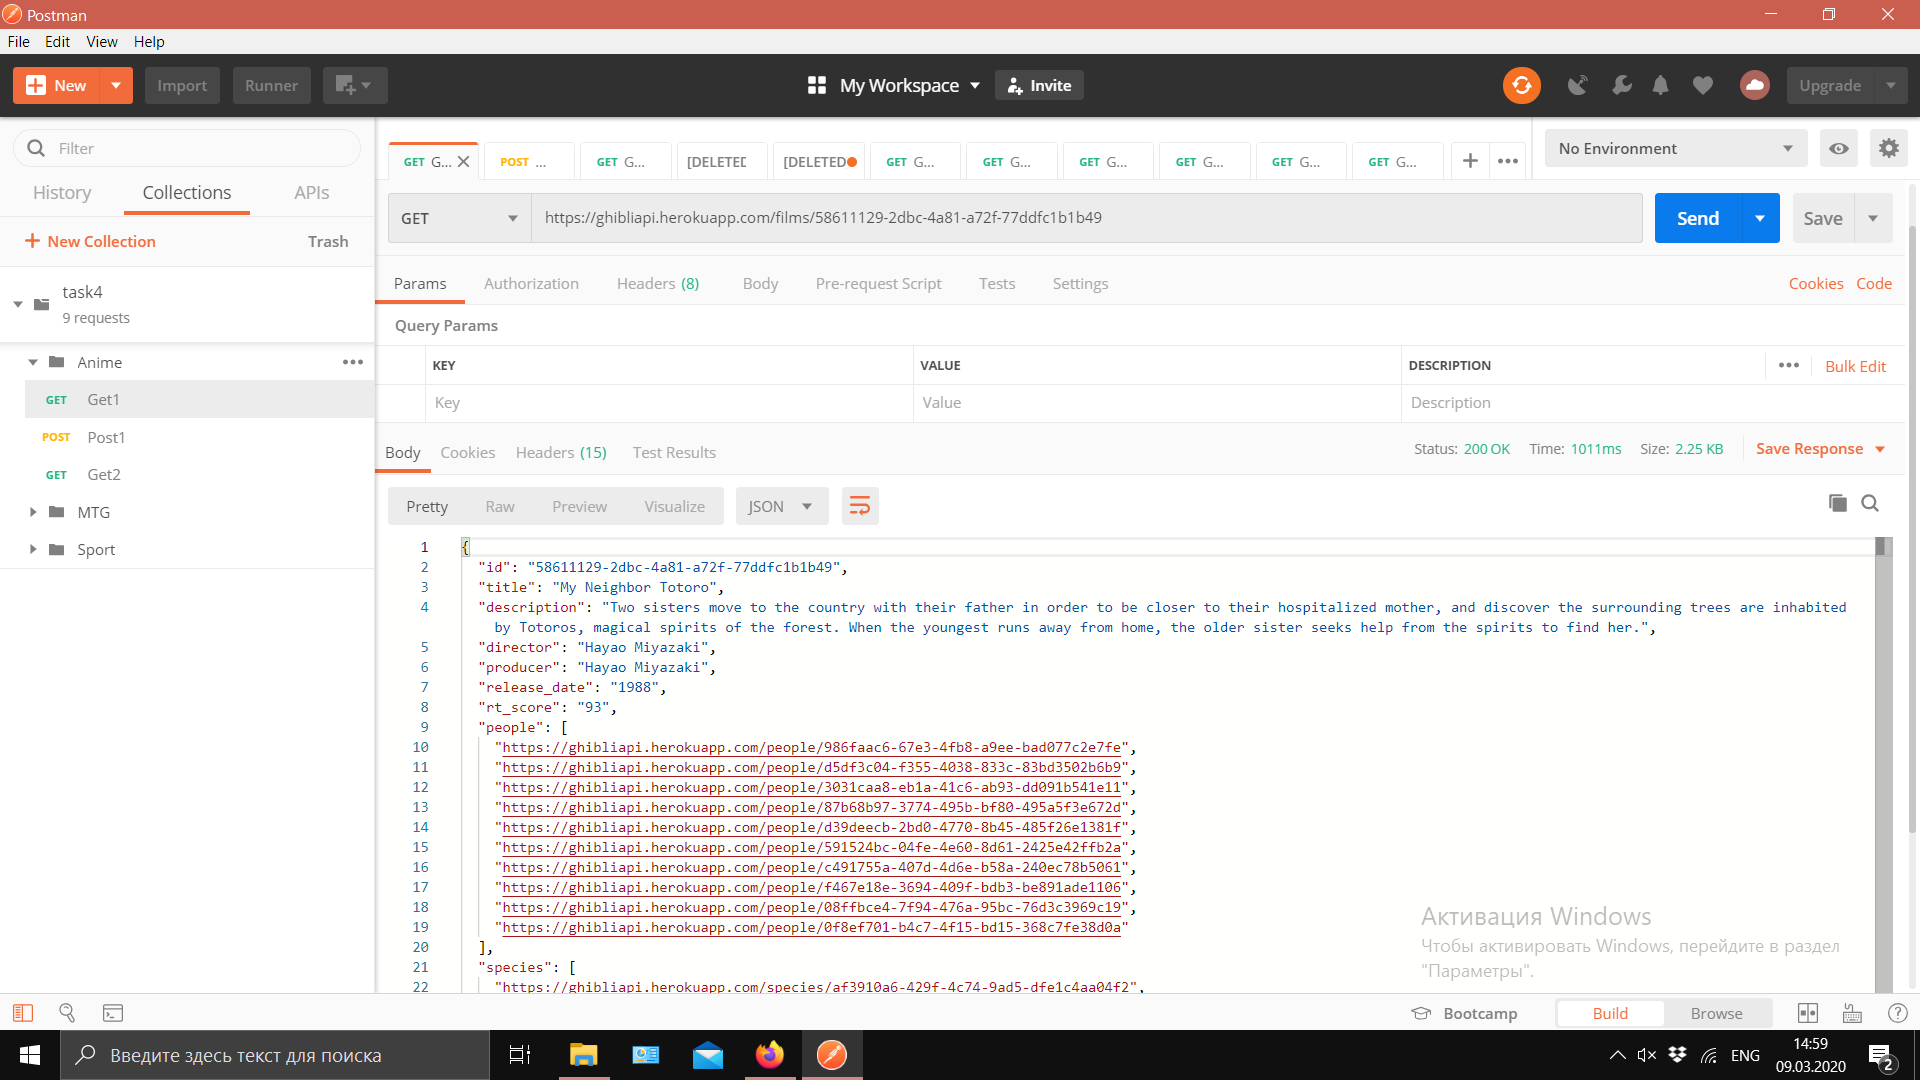 Postman
File Edit View Help
New Import Runner My Workspace Invite Upgrade
Filter
History Collections APIs
New Collection Trash
task4
9 requests
Anime
GET Get1
POST Post1
GET Get2
MTG
Sport
GET G... POST ... GET G... [DELETED [DELETED GET G... GET G... GET G... GET G... GET G... GET G...
No Environment
GET https://ghibliapi.herokuapp.com/films/58611129-2dbc-4a81-a72f-77ddfc1b1b49 Send Save
Params Authorization Headers (8) Body Pre-request Script Tests Settings Cookies Code
Query Params
KEY VALUE DESCRIPTION Bulk Edit
Key Value Description
Body Cookies Headers (15) Test Results Status: 200 OK Time: 1011ms Size: 2.25 KB Save Response
Pretty Raw Preview Visualize JSON
1 {
2 "id": "58611129-2dbc-4a81-a72f-77ddfc1b1b49",
3 "title": "My Neighbor Totoro",
4 "description": "Two sisters move to the country with their father in order to be closer to their hospitalized mother, and discover the surrounding trees are inhabited
by Totoros, magical spirits of the forest. When the youngest runs away from home, the older sister seeks help from the spirits to find her.",
5 "director": "Hayao Miyazaki",
6 "producer": "Hayao Miyazaki",
7 "release_date": "1988",
8 "rt_score": "93",
9 "people": [
10 "https://ghibliapi.herokuapp.com/people/986faac6-67e3-4fb8-a9ee-bad077c2e7fe",
11 "https://ghibliapi.herokuapp.com/people/d5df3c04-f355-4038-833c-83bd3502b6b9",
12 "https://ghibliapi.herokuapp.com/people/3031caa8-eb1a-41c6-ab93-dd091b541e11",
13 "https://ghibliapi.herokuapp.com/people/87b68b97-3774-495b-bf80-495a5f3e672d",
14 "https://ghibliapi.herokuapp.com/people/d39deecb-2bd0-4770-8b45-485f26e1381f",
15 "https://ghibliapi.herokuapp.com/people/591524bc-04fe-4e60-8d61-2425e42ffb2a",
16 "https://ghibliapi.herokuapp.com/people/c491755a-407d-4d6e-b58a-240ec78b5061",
17 "https://ghibliapi.herokuapp.com/people/f467e18e-3694-409f-bdb3-be891ade1106",
18 "https://ghibliapi.herokuapp.com/people/08ffbce4-7f94-476a-95bc-76d3c3969c19",
19 "https://ghibliapi.herokuapp.com/people/0f8ef701-b4c7-4f15-bd15-368c7fe38d0a"
20 ],
21 "species": [
22 "https://ghibliapi.herokuapp.com/species/af3910a6-429f-4c74-9ad5-dfe1c4aa04f2",
Активация Windows
Чтобы активировать Windows, перейдите в раздел
"Параметры".
Bootcamp Build Browse
Введите здесь текст для поиска
ENG
14:59
09.03.2020
2